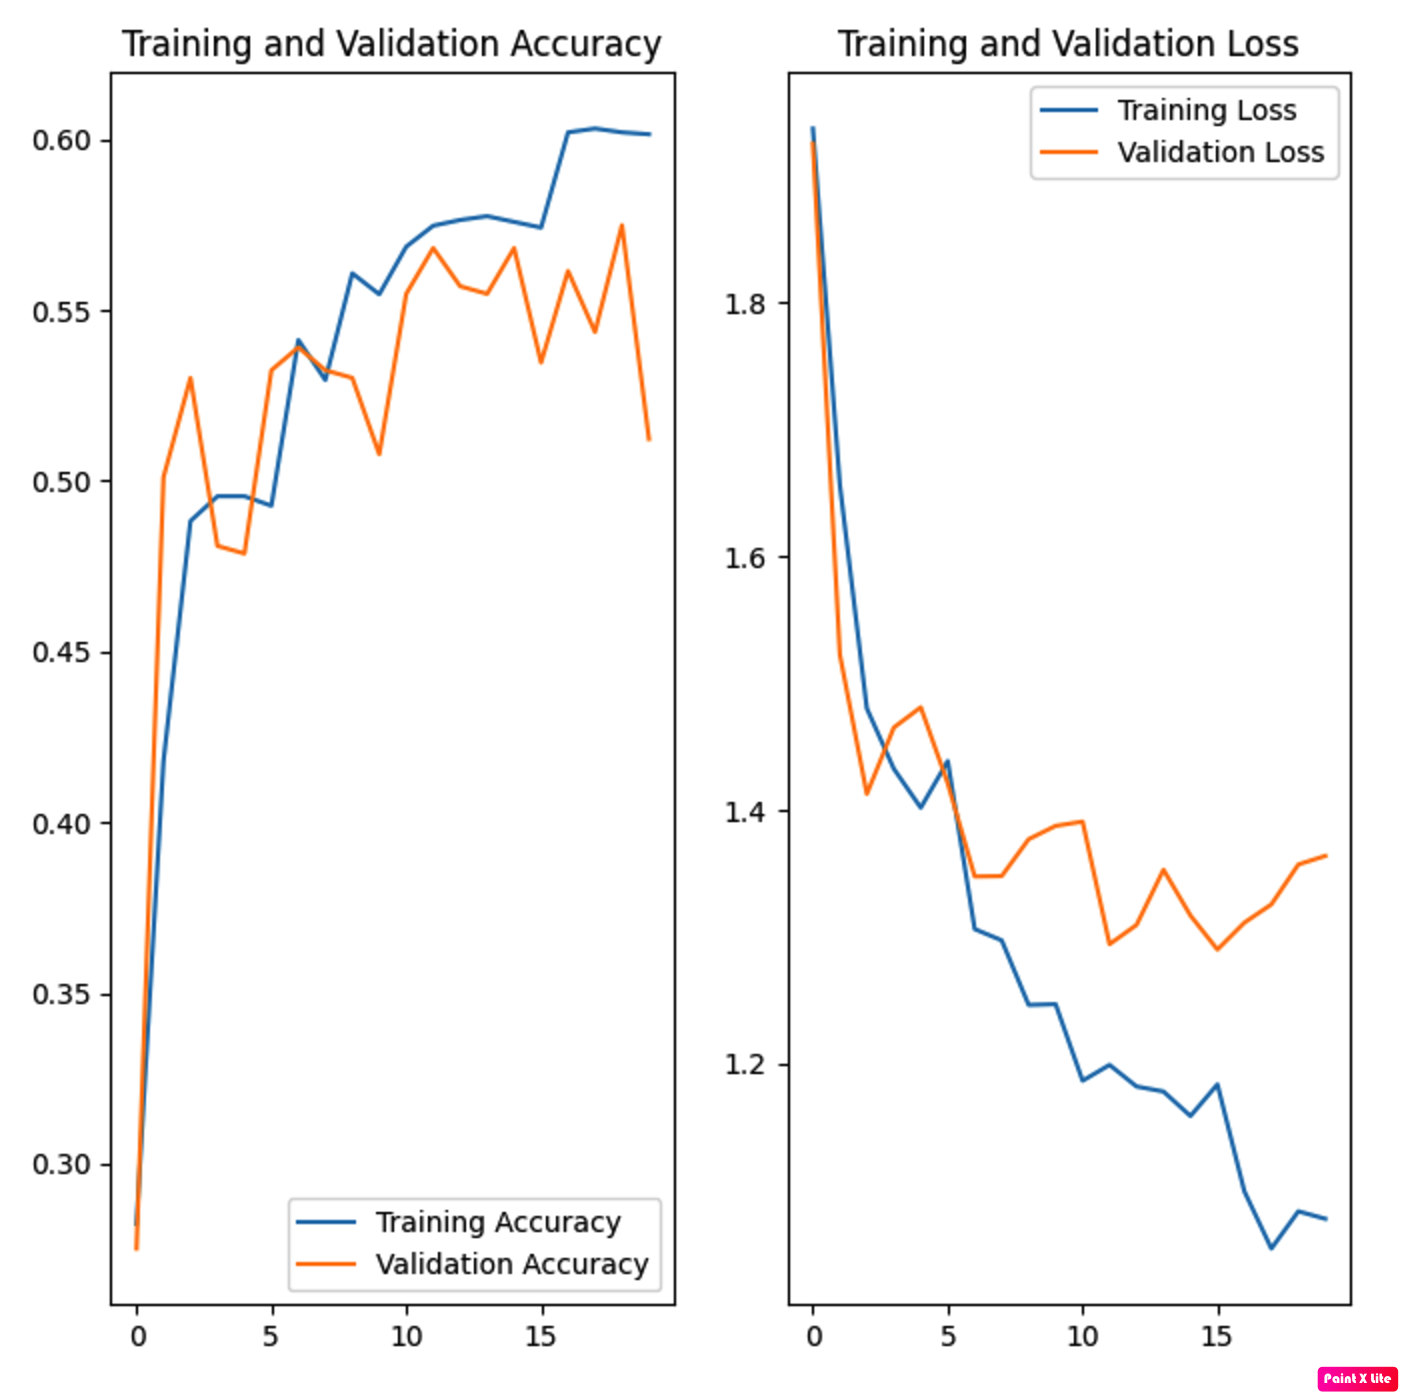 Training and Validation Accuracy
0.60
0.55
0.50
0.45
0.40
0.35
0.30
Training Accuracy
Validation Accuracy
0 5 10 15
Training and Validation Loss
Training Loss
Validation Loss
1.8
1.6
1.4
1.2
0 5 10 15
Paint X Lite